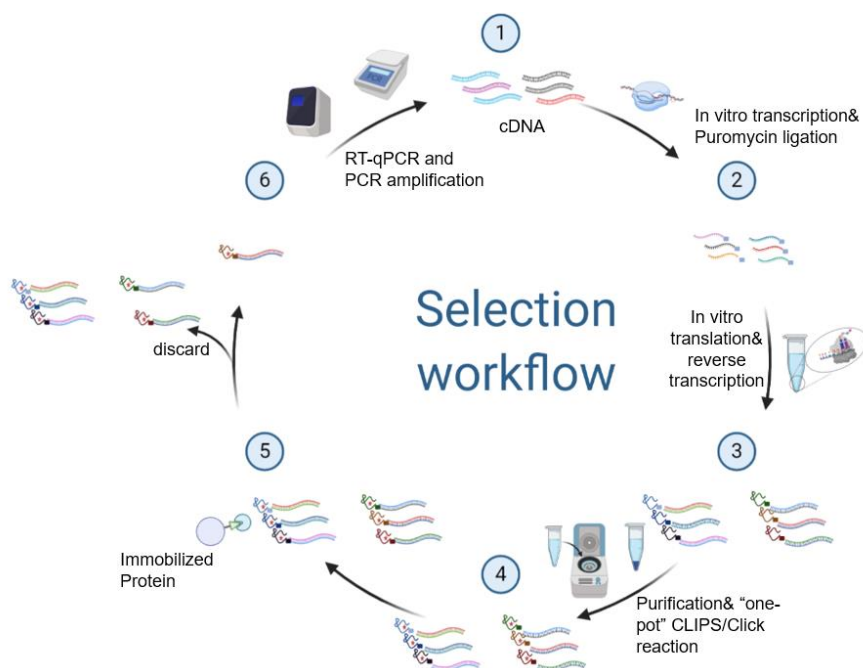 1
cDNA
In vitro transcription&
Puromycin ligation
2
In vitro
translation&
reverse
transcription
3
Purification& “one-
pot” CLIPS/Click
reaction
4
5
Immobilized
Protein
discard
6
RT-qPCR and
PCR amplification
Selection
workflow